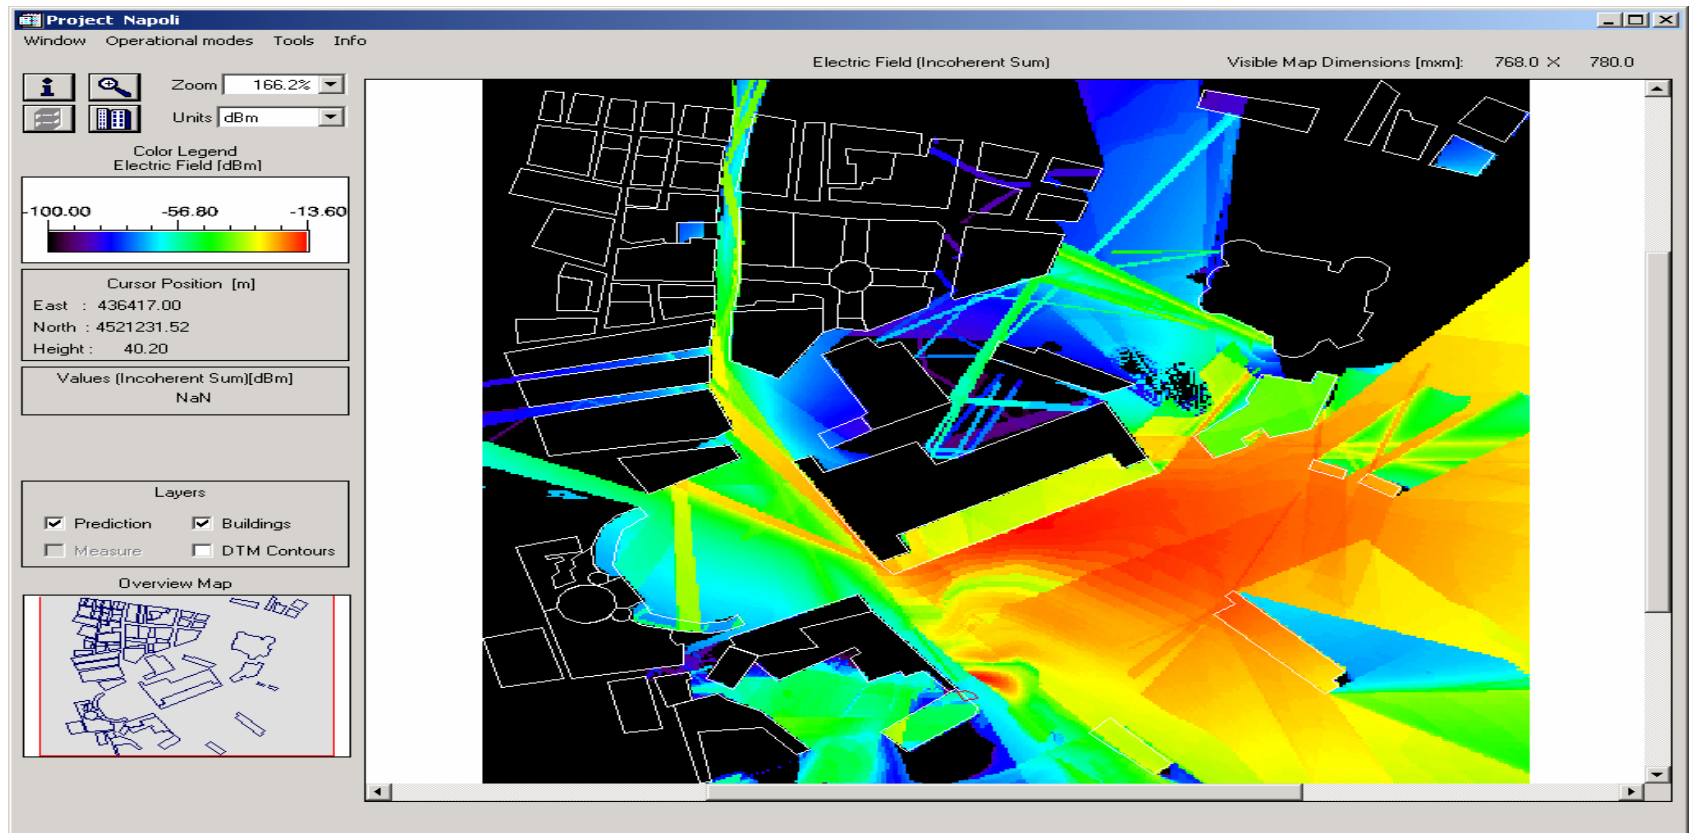 Project Napoli
Window Operational modes Tools Info
Electric Field (Incoherent Sum) Visible Map Dimensions [mxm]: 768.0 X 780.0
Zoom 166.2%
Units dBm
Color Legend
Electric Field [dBm]
-100.00 -56.80 -13.60
Cursor Position [m]
East : 436417.00
North : 4521231.52
Height : 40.20
Values (Incoherent Sum)[dBm]
NaN
Layers
Prediction Buildings
Measure DTM Contours
Overview Map